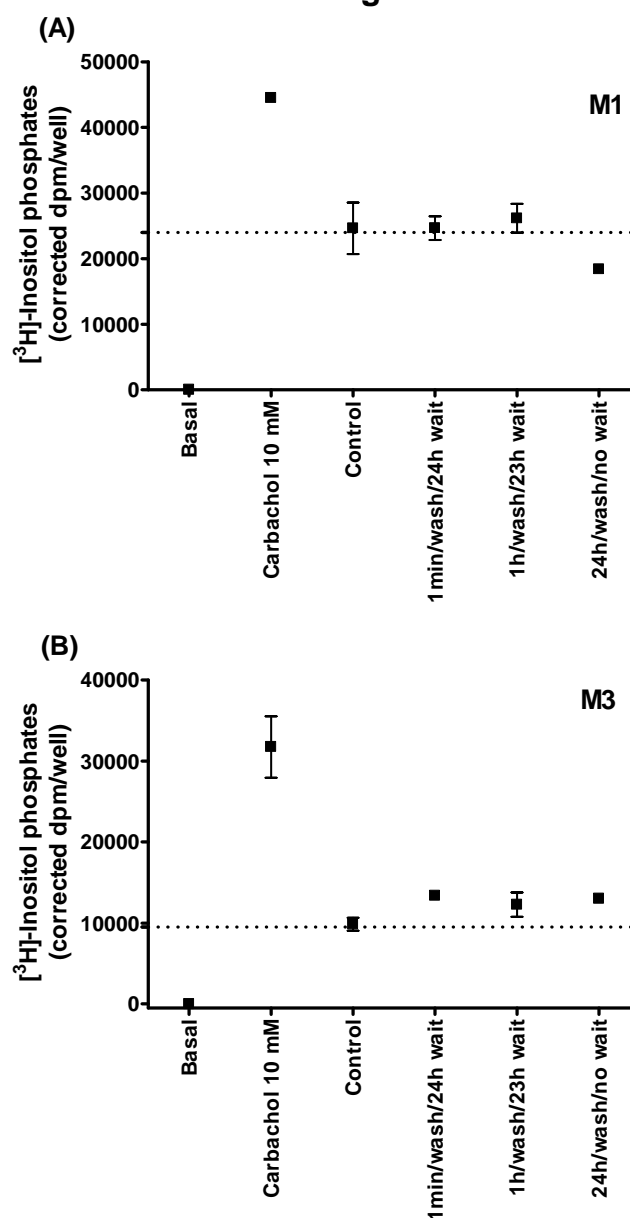 g
(A)
M1
[³H]-Inositol phosphates
(corrected dpm/well)
50000
40000
30000
20000
10000
0
Basal
Carbachol 10 mM
Control
1min/wash/24h wait
1h/wash/23h wait
24h/wash/no wait
(B)
M3
[³H]-Inositol phosphates
(corrected dpm/well)
40000
30000
20000
10000
0
Basal
Carbachol 10 mM
Control
1min/wash/24h wait
1h/wash/23h wait
24h/wash/no wait